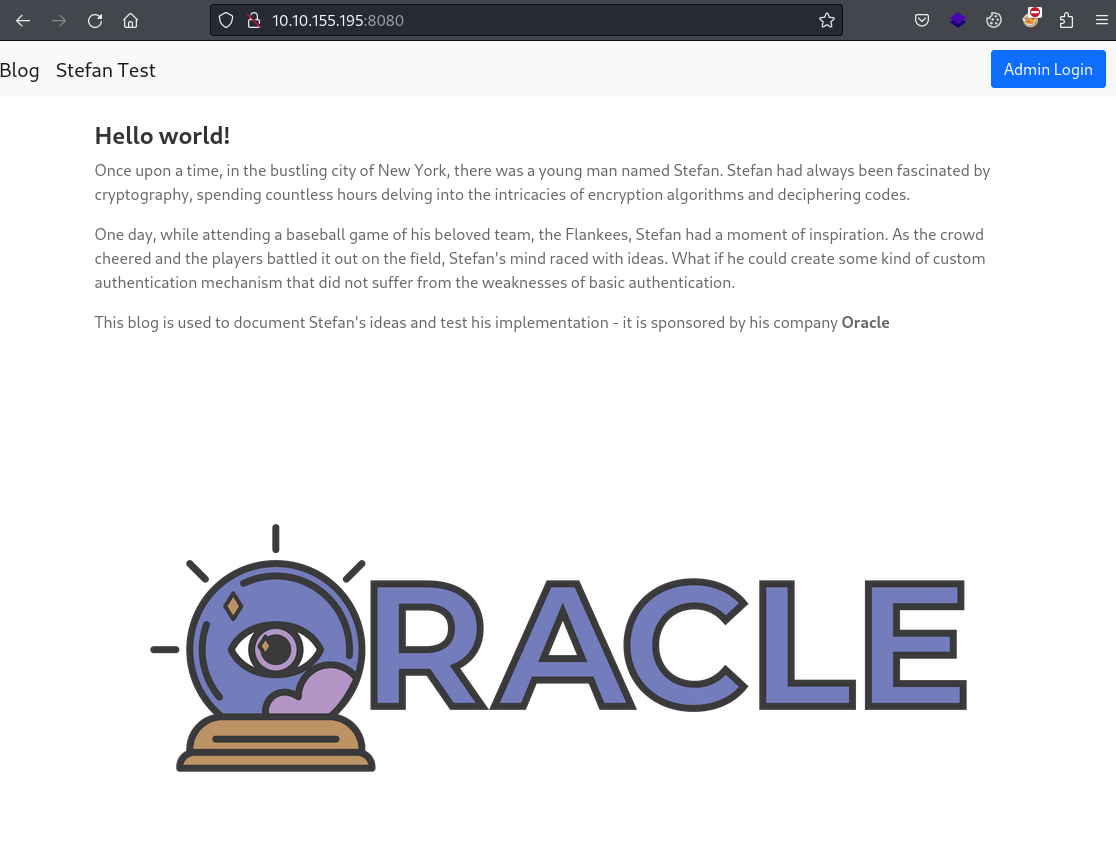 10.10.155.195:8080
Blog Stefan Test Admin Login
Hello world!
Once upon a time, in the bustling city of New York, there was a young man named Stefan. Stefan had always been fascinated by
cryptography, spending countless hours delving into the intricacies of encryption algorithms and deciphering codes.
One day, while attending a baseball game of his beloved team, the Flankees, Stefan had a moment of inspiration. As the crowd
cheered and the players battled it out on the field, Stefan's mind raced with ideas. What if he could create some kind of custom
authentication mechanism that did not suffer from the weaknesses of basic authentication.
This blog is used to document Stefan's ideas and test his implementation - it is sponsored by his company Oracle
ORACLE